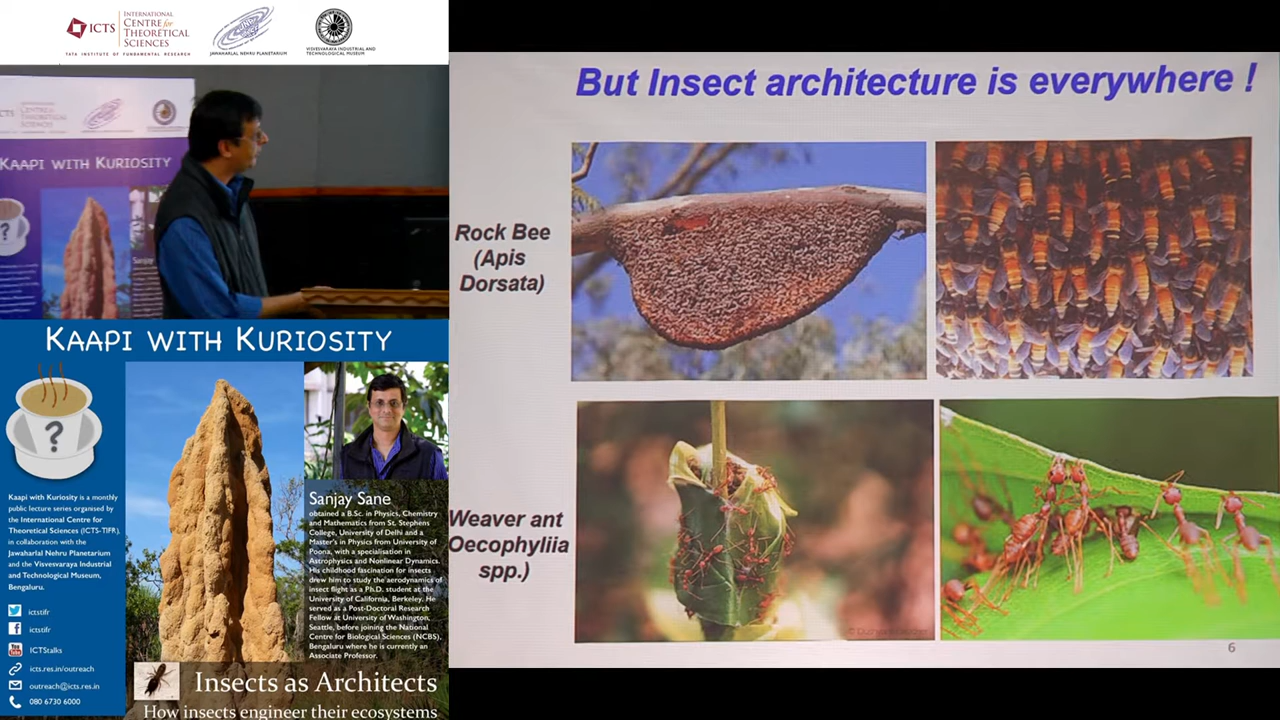 ICTS
INTERNATIONAL
CENTRE for
THEORETICAL
SCIENCES
TATA INSTITUTE OF FUNDAMENTAL RESEARCH
JAWAHARLAL NEHRU PLANETARIUM
VISVESVARAYA INDUSTRIAL AND
TECHNOLOGICAL MUSEUM
CTS
CENTRE for
THEORETICAL
SCIENCES
KAAPI WITH KURIOSITY
?
Sanjay
KAAPI WITH KURIOSITY
?
Kaapi with Kuriosity is a monthly
public lecture series organised by
the International Centre for
Theoretical Sciences (ICTS-TIFR),
in collaboration with the
Jawaharlal Nehru Planetarium
and the Visvesvaraya Industrial
and Technological Museum,
Bengaluru.
ictstifr
ictstifr
You
Tube
ICTStalks
icts.res.in/outreach
outreach@icts.res.in
080 6730 6000
Sanjay Sane
obtained a B.Sc. in Physics, Chemistry
and Mathematics from St. Stephens
College, University of Delhi and a
Master's in Physics from University of
Poona, with a specialisation in
Astrophysics and Nonlinear Dynamics.
His childhood fascination for insects
drew him to study the aerodynamics of
insect flight as a Ph.D. student at the
University of California, Berkeley. He
served as a Post-Doctoral Research
Fellow at University of Washington,
Seattle, before joining the National
Centre for Biological Sciences (NCBS),
Bengaluru where he is currently an
Associate Professor.
Insects as Architects
How insects engineer their ecosystems
But Insect architecture is everywhere !
Rock Bee
(Apis
Dorsata)
Weaver ant
Oecophyliia
spp.)
6